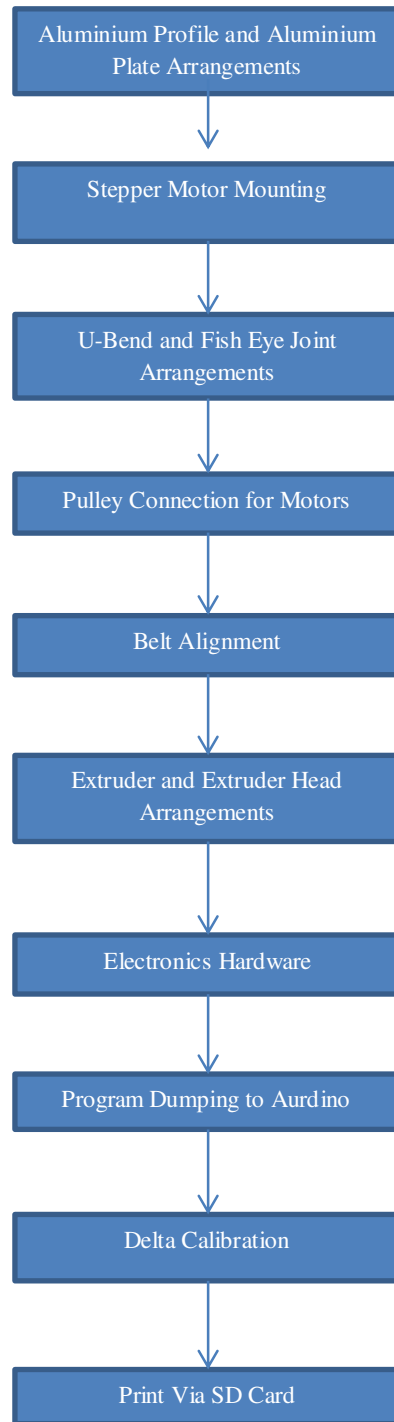 Aluminium Profile and Aluminium
Plate Arrangements
Stepper Motor Mounting
U-Bend and Fish Eye Joint
Arrangements
Pulley Connection for Motors
Belt Alignment
Extruder and Extruder Head
Arrangements
Electronics Hardware
Program Dumping to Aurdino
Delta Calibration
Print Via SD Card